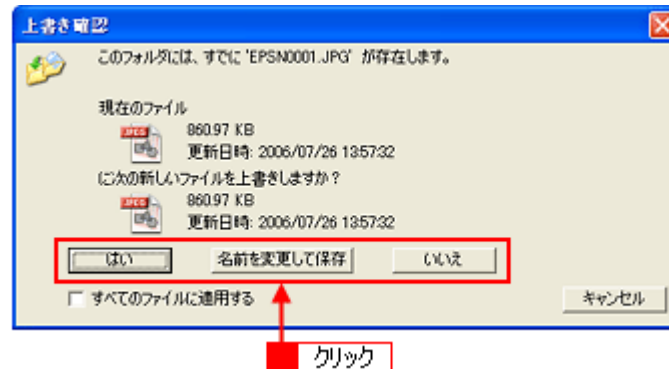 上書き確認
このフォルダには、すでに 'EPSN0001.JPG' が存在します。
現在のファイル
JPEG
860.97 KB
更新日時: 2006/07/26 13:57:32
に次の新しいファイルを上書きしますか？
JPEG
860.97 KB
更新日時: 2006/07/26 13:57:32
はい 名前を変更して保存 いいえ
すべてのファイルに適用する キャンセル
クリック